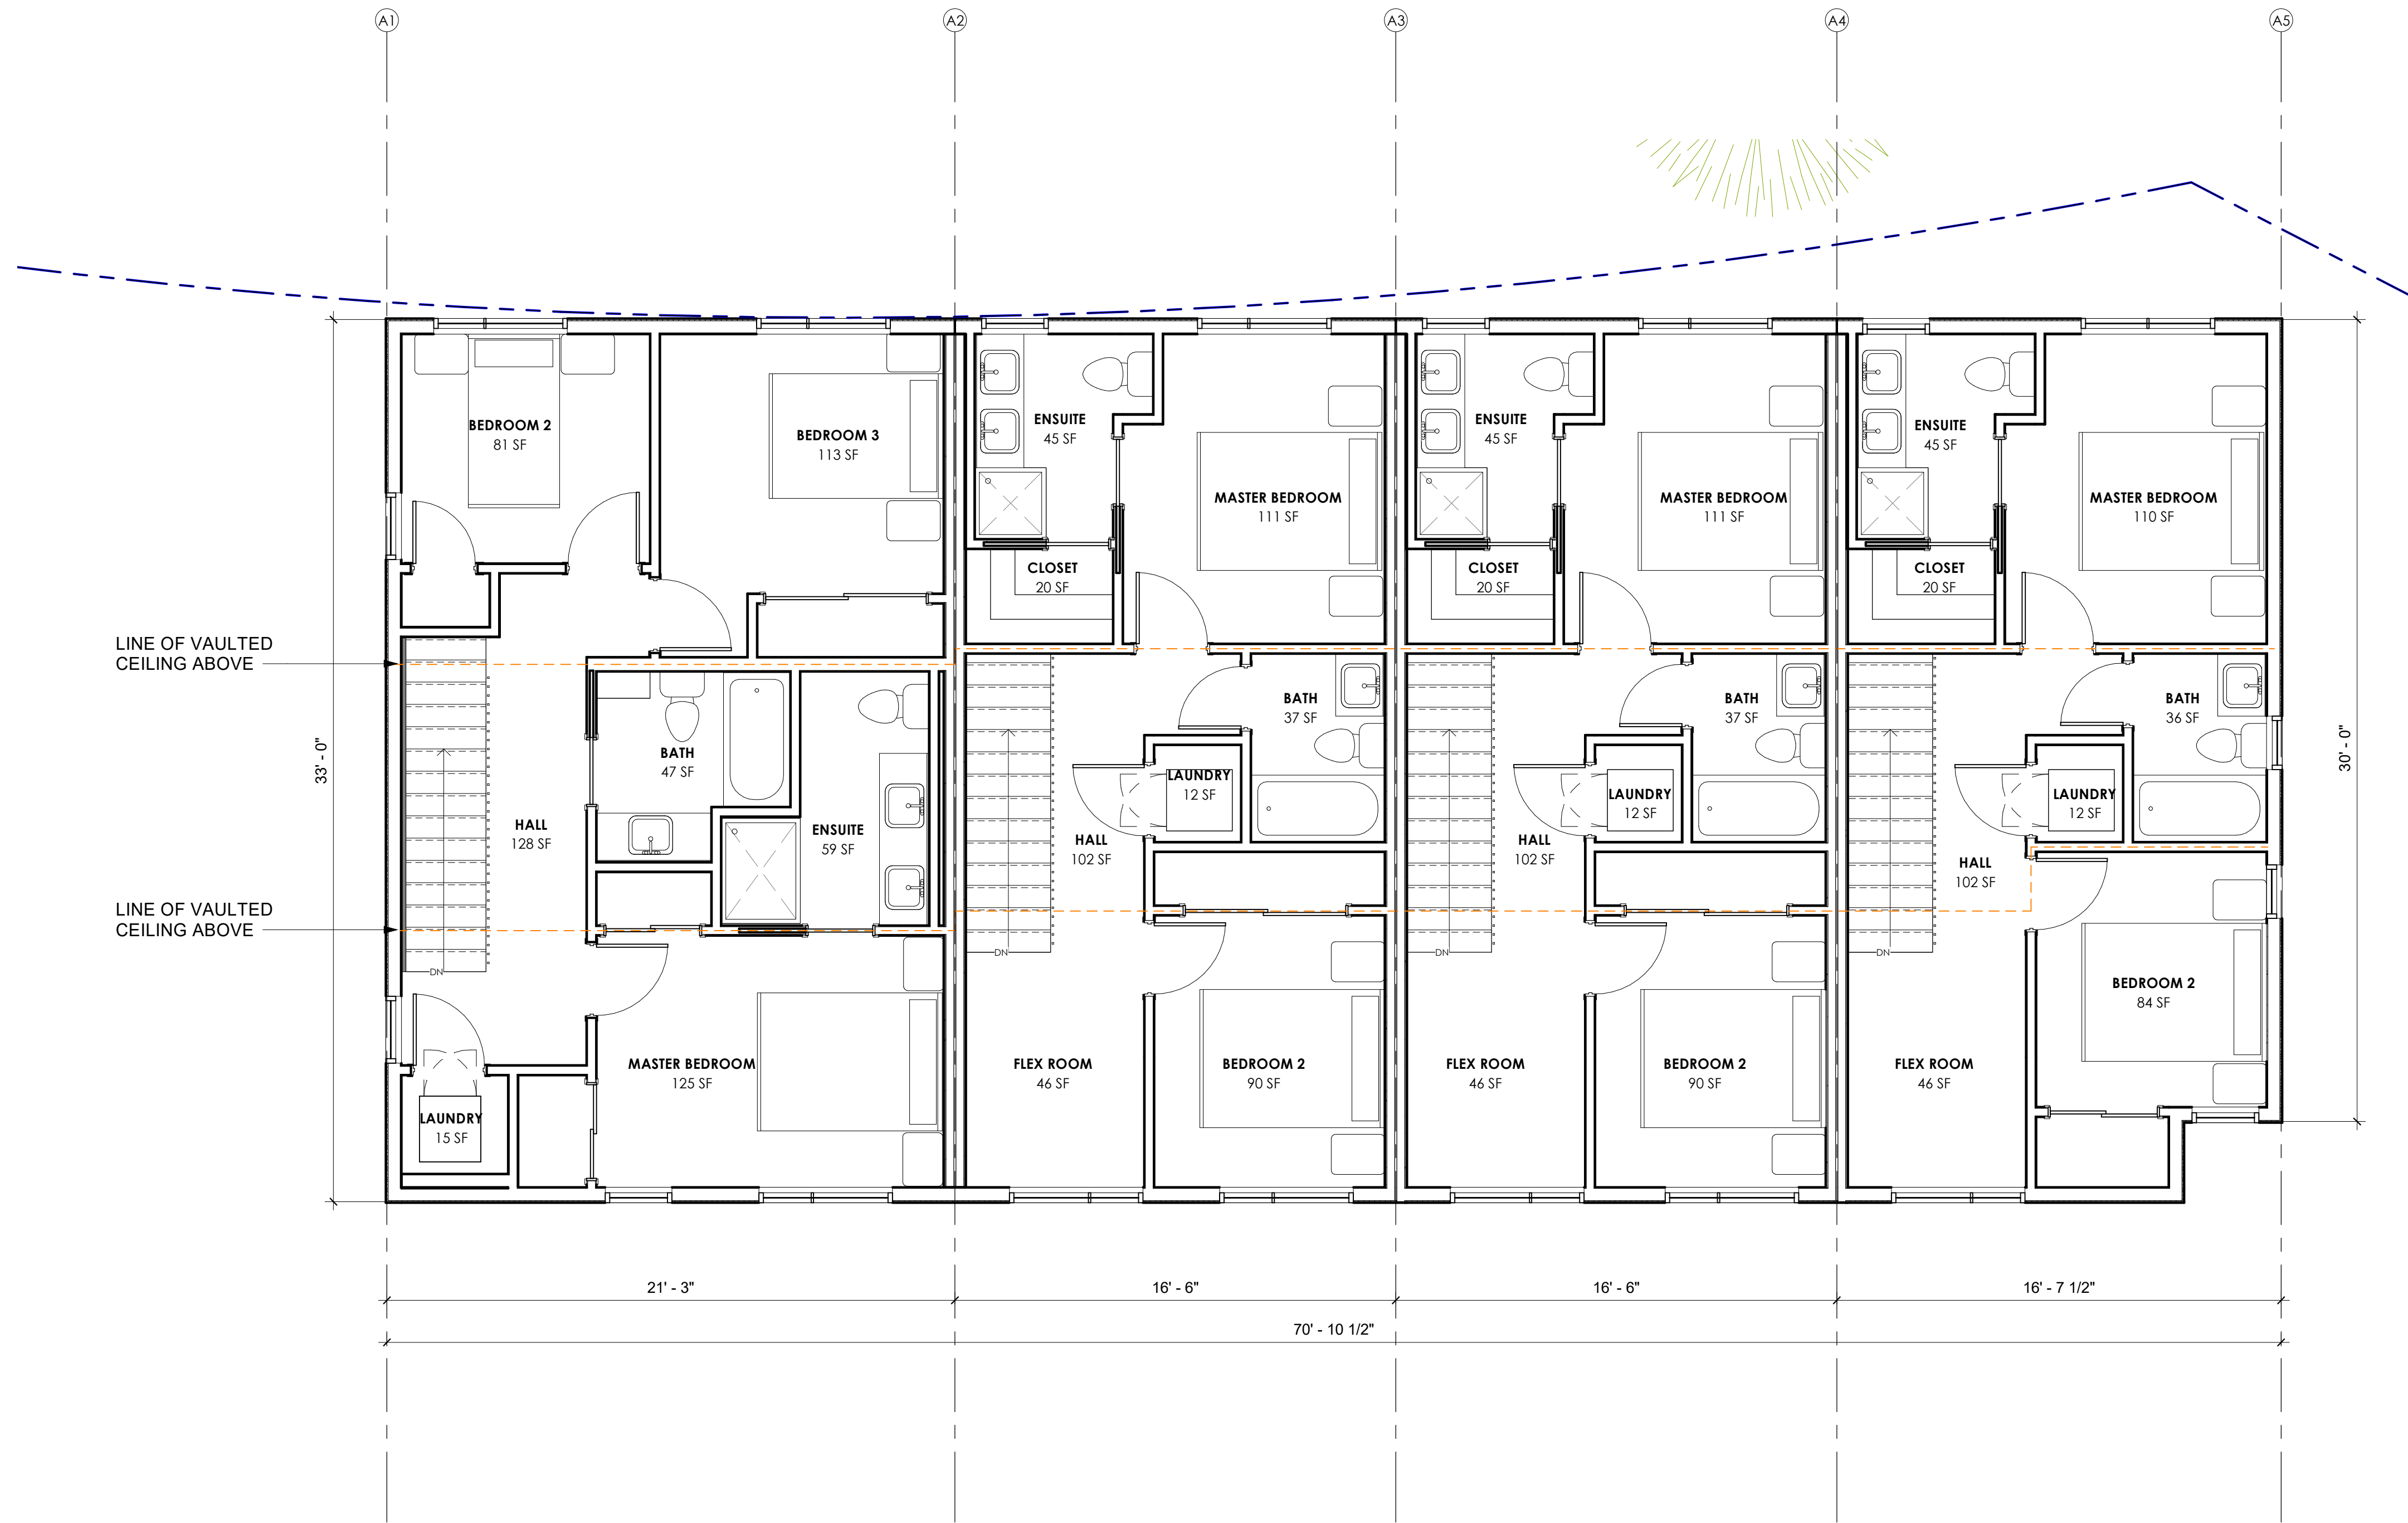 A1
A2
A3
A4
A5
BEDROOM 2
81 SF
BEDROOM 3
113 SF
ENSUITE
45 SF
MASTER BEDROOM
111 SF
CLOSET
20 SF
ENSUITE
45 SF
MASTER BEDROOM
111 SF
CLOSET
20 SF
ENSUITE
45 SF
MASTER BEDROOM
110 SF
CLOSET
20 SF
LINE OF VAULTED
CEILING ABOVE
33' - 0"
HALL
128 SF
DN
BATH
47 SF
ENSUITE
59 SF
BATH
37 SF
LAUNDRY
12 SF
HALL
102 SF
DN
BATH
37 SF
LAUNDRY
12 SF
HALL
102 SF
DN
BATH
36 SF
LAUNDRY
12 SF
HALL
102 SF
DN
30' - 0"
LINE OF VAULTED
CEILING ABOVE
LAUNDRY
15 SF
MASTER BEDROOM
125 SF
FLEX ROOM
46 SF
BEDROOM 2
90 SF
FLEX ROOM
46 SF
BEDROOM 2
90 SF
FLEX ROOM
46 SF
BEDROOM 2
84 SF
21' - 3"
16' - 6"
16' - 6"
16' - 7 1/2"
70' - 10 1/2"